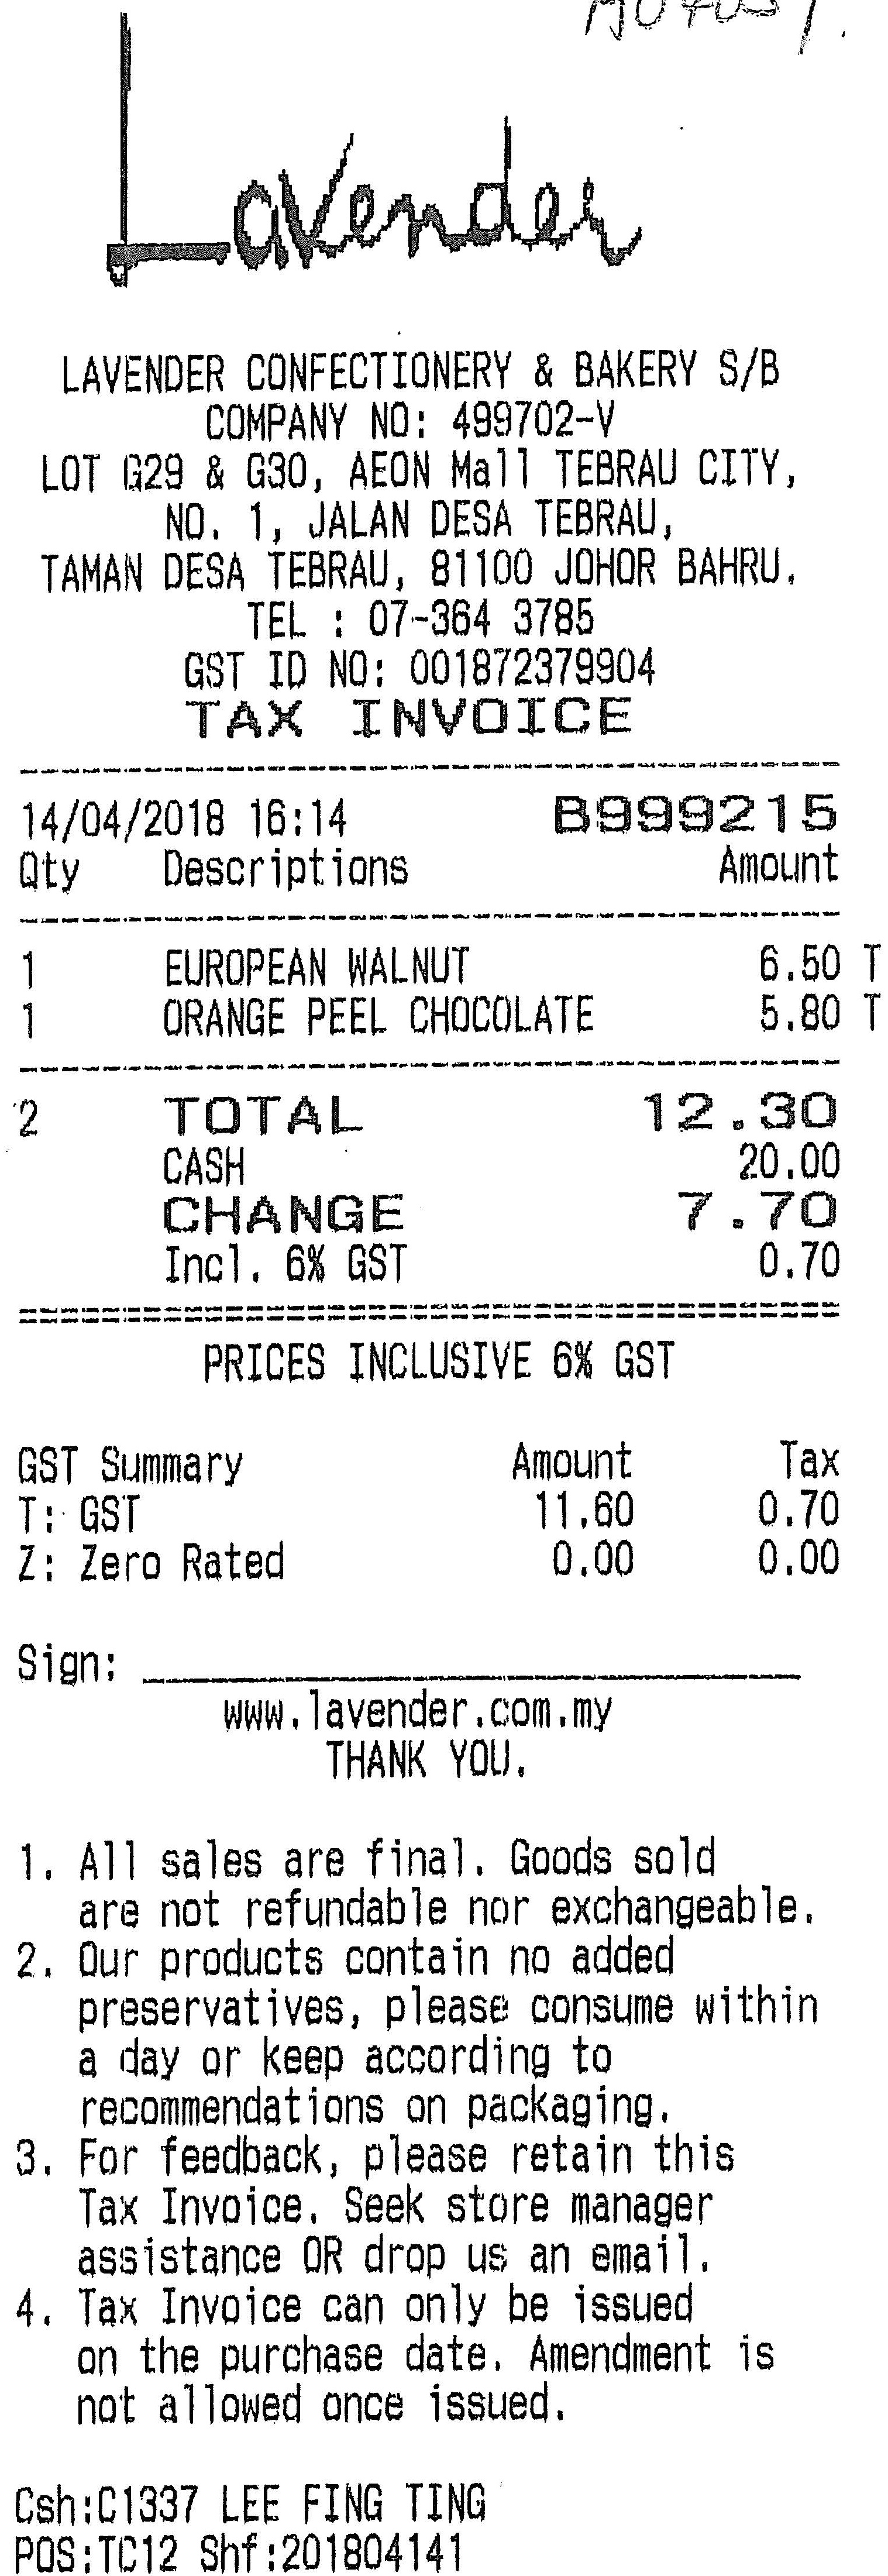 Lavender
LAVENDER CONFECTIONERY & BAKERY S/B
COMPANY NO: 499702-V
LOT G29 & G30, AEON Mall TEBRAU CITY,
NO. 1, JALAN DESA TEBRAU,
TAMAN DESA TEBRAU, 81100 JOHOR BAHRU.
TEL : 07-364 3785
GST ID NO: 001872379904
TAX INVOICE
14/04/2018 16:14 B999215
Qty Descriptions Amount
1 EUROPEAN WALNUT 6.50 T
1 ORANGE PEEL CHOCOLATE 5.80 T
2 TOTAL 12.30
CASH 20.00
CHANGE 7.70
Incl. 6% GST 0.70
PRICES INCLUSIVE 6% GST
GST Summary Amount Tax
T: GST 11.60 0.70
Z: Zero Rated 0.00 0.00
Sign:
www.lavender.com.my
THANK YOU.
1. All sales are final. Goods sold
are not refundable nor exchangeable.
2. Our products contain no added
preservatives, please consume within
a day or keep according to
recommendations on packaging.
3. For feedback, please retain this
Tax Invoice. Seek store manager
assistance OR drop us an email.
4. Tax Invoice can only be issued
on the purchase date. Amendment is
not allowed once issued.
Csh:C1337 LEE FING TING
POS:TC12 Shf:201804141